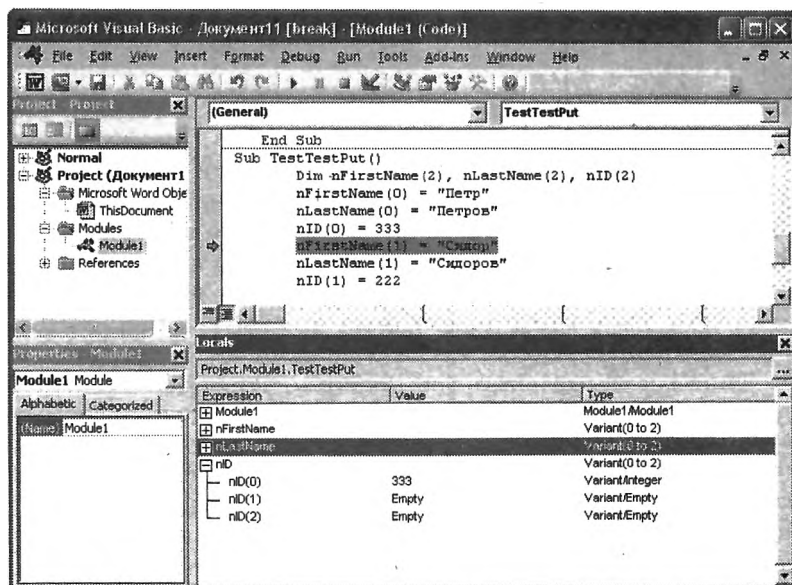 Microsoft Visual Basic - Документ11 [break] - [Module1 (Code)]
File Edit View Insert Format Debug Run Tools Add-Ins Window Help
Project - Project
Normal
Project (Документ1
Microsoft Word Obje
ThisDocument
Modules
Module1
References
(General)
TestTestPut
End Sub
Sub TestTestPut()
Dim nFirstName(2), nLastName(2), nID(2)
nFirstName(0) = "Петр"
nLastName(0) = "Петров"
nID(0) = 333
nFirstName(1) = "Сидор"
nLastName(1) = "Сидоров"
nID(1) = 222
Properties - Module1
Module1 Module
Alphabetic Categorized
(Name) Module1
Locals
Project.Module1.TestTestPut
Expression Value Type
Module1 Module1/Module1
nFirstName Variant(0 to 2)
nLastName Variant(0 to 2)
nID Variant(0 to 2)
nID(0) 333 Variant/Integer
nID(1) Empty Variant/Empty
nID(2) Empty Variant/Empty